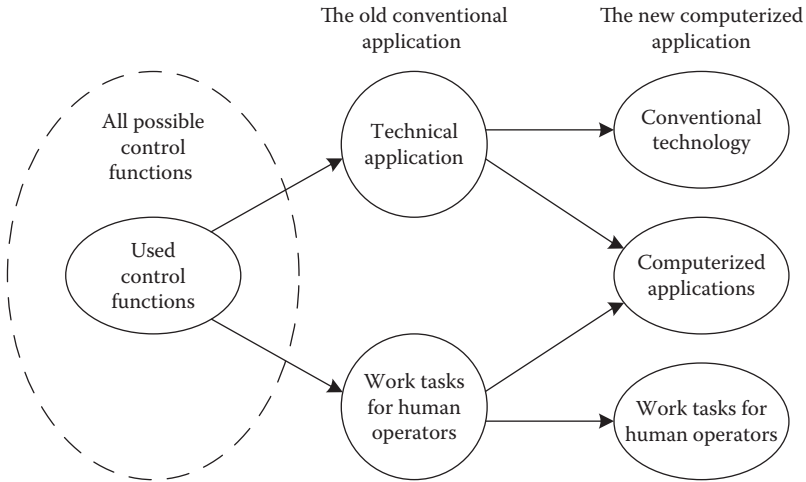 The old conventional
application
The new computerized
application
All possible
control
functions
Used
control
functions
Technical
application
Work tasks
for human
operators
Conventional
technology
Computerized
applications
Work tasks for
human operators